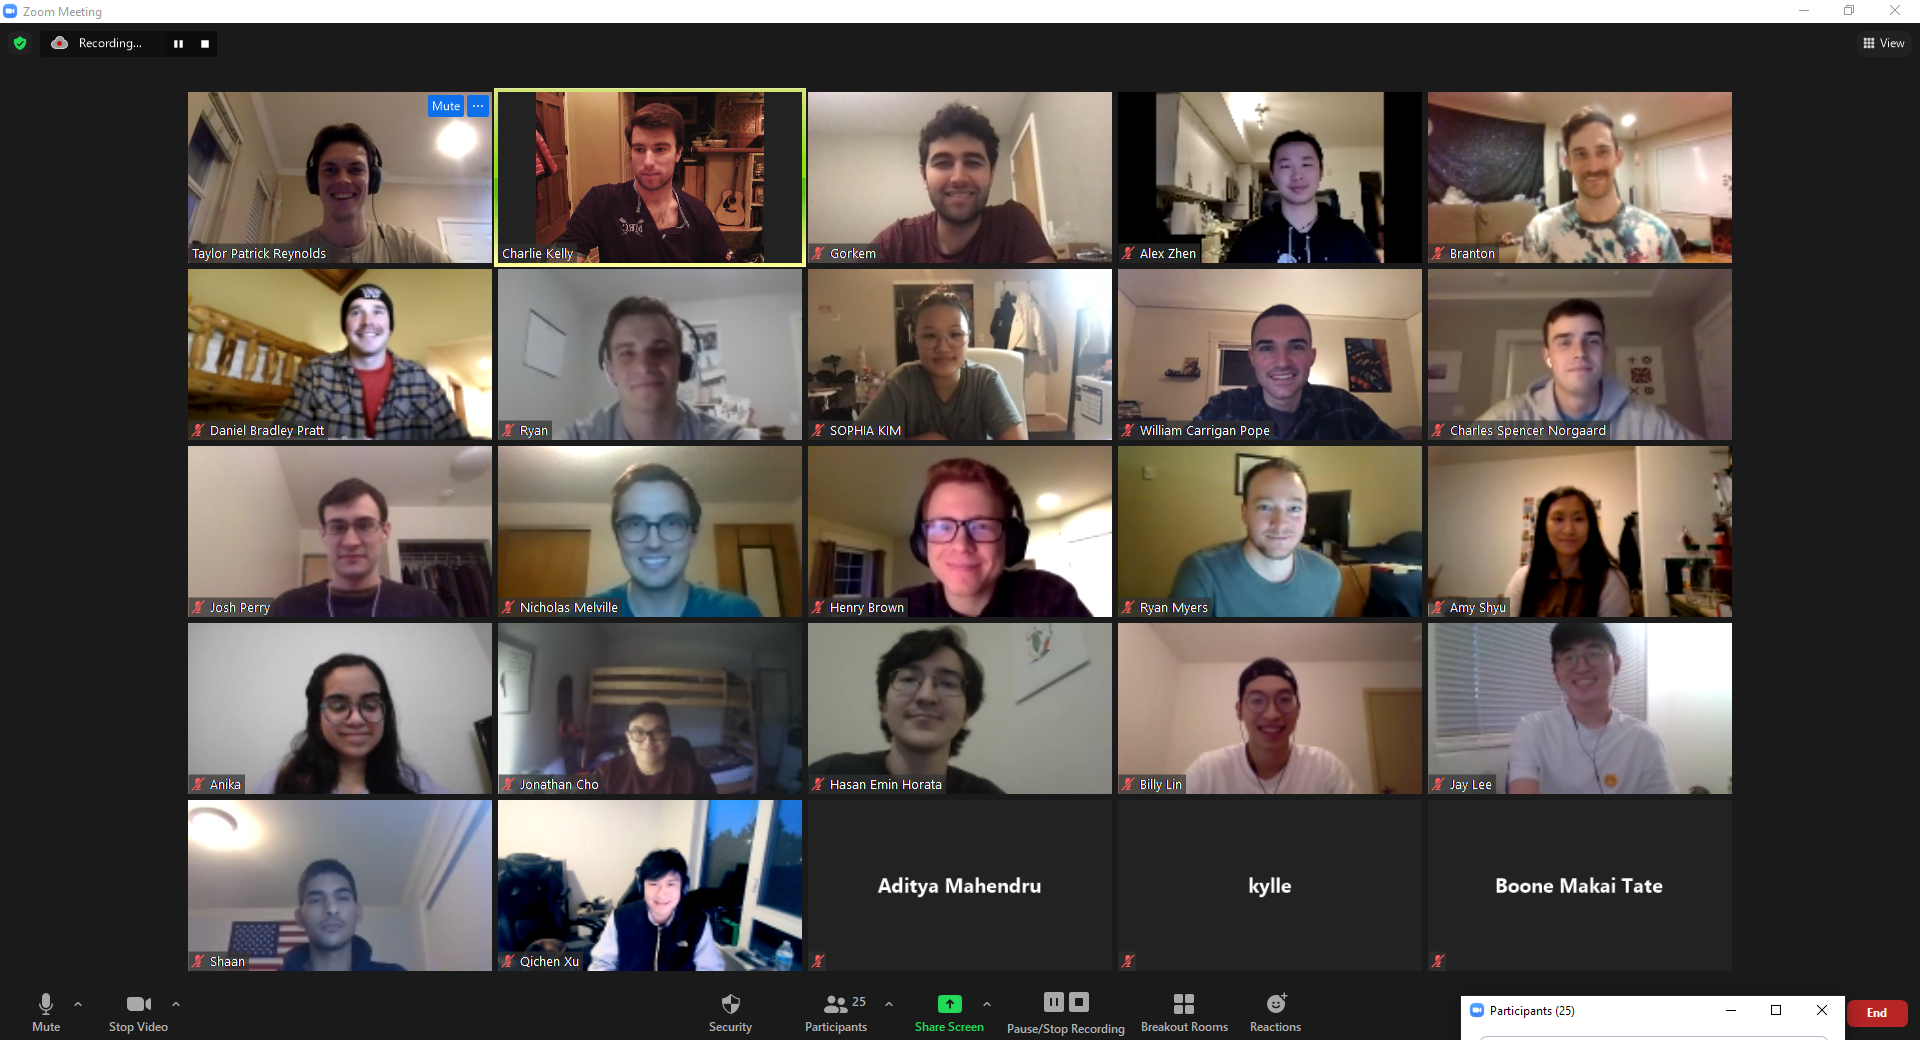 Zoom Meeting
Recording...
View
Mute
Taylor Patrick Reynolds
Charlie Kelly
Gorkem
Alex Zhen
Branton
Daniel Bradley Pratt
Ryan
SOPHIA KIM
William Carrigan Pope
Charles Spencer Norgaard
Josh Perry
Nicholas Melville
Henry Brown
Ryan Myers
Amy Shyu
Anika
Jonathan Cho
Hasan Emin Horata
Billy Lin
Jay Lee
Shaan
Qichen Xu
Aditya Mahendru
kylle
Boone Makai Tate
Mute
Stop Video
Security
25
Participants
Share Screen
Pause/Stop Recording
Breakout Rooms
Reactions
Participants (25)
End